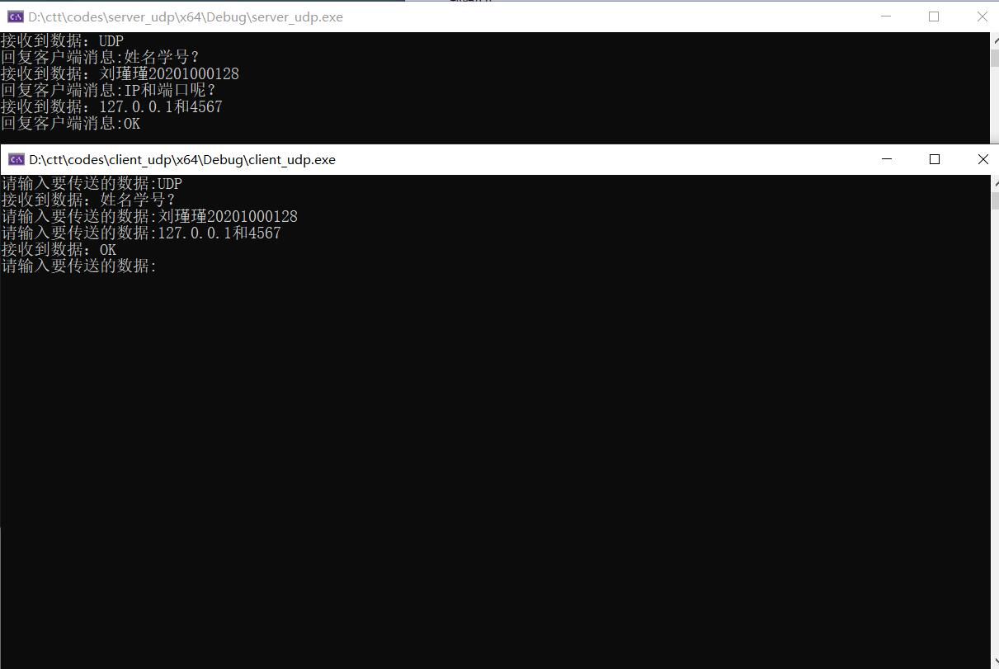 D:\ctt\codes\server_udp\x64\Debug\server_udp.exe
接收到数据：UDP
回复客户端消息:姓名学号？
接收到数据：刘瑾瑾20201000128
回复客户端消息:IP和端口呢？
接收到数据：127.0.0.1和4567
回复客户端消息:OK
D:\ctt\codes\client_udp\x64\Debug\client_udp.exe
请输入要传送的数据:UDP
接收到数据：姓名学号？
请输入要传送的数据:刘瑾瑾20201000128
请输入要传送的数据:127.0.0.1和4567
接收到数据：OK
请输入要传送的数据: